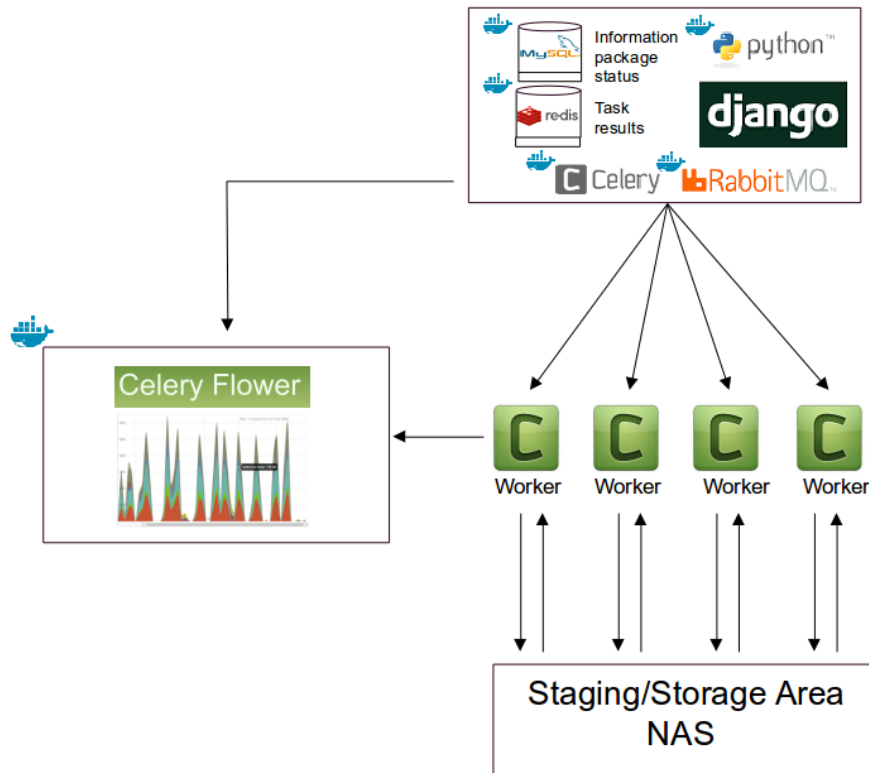 MySQL
Information
package
status
python™
redis
Task
results
django
C Celery
RabbitMQ™
Celery Flower
C
C
C
C
Worker
Worker
Worker
Worker
Staging/Storage Area
NAS